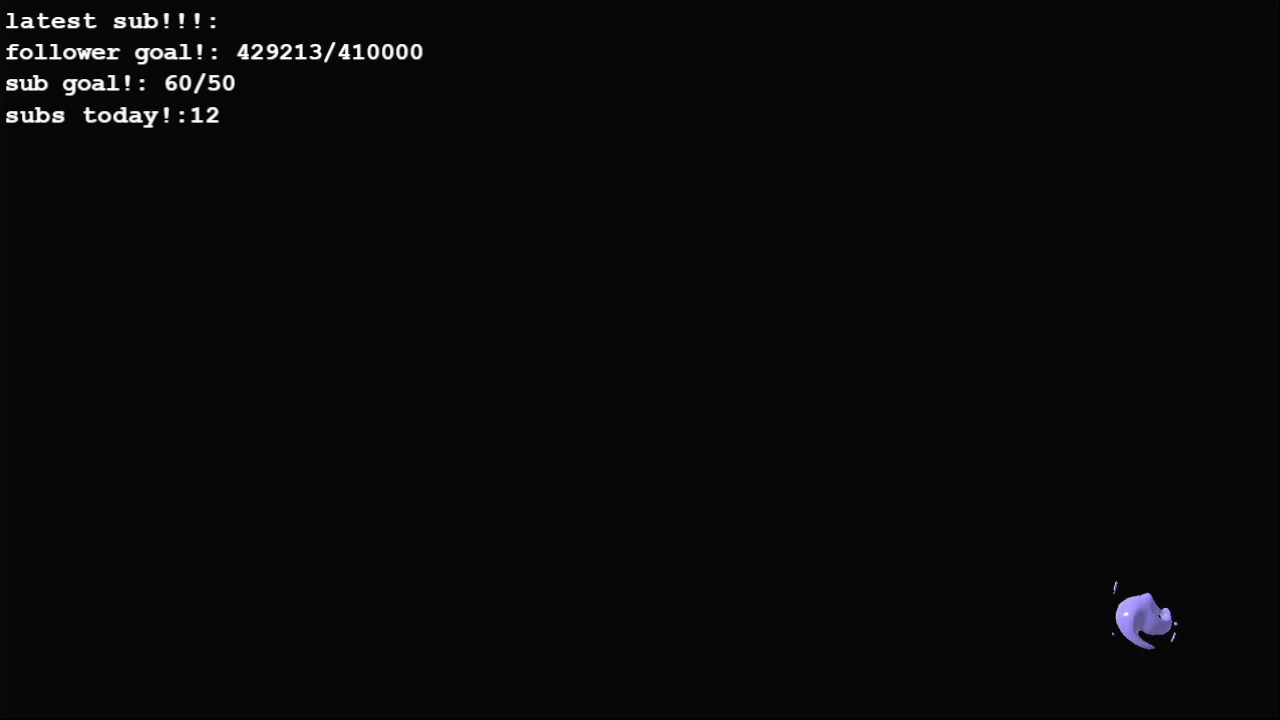 latest sub!!!:
follower goal!: 429213/410000
sub goal!: 60/50
subs today!:12